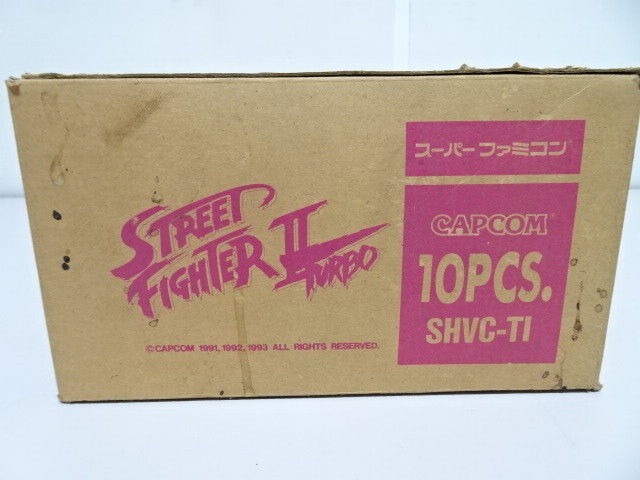 STREET
FIGHTER II
TURBO
©CAPCOM 1991, 1992, 1993 ALL RIGHTS RESERVED.
スーパーファミコン®
CAPCOM®
10PCS.
SHVC-TI